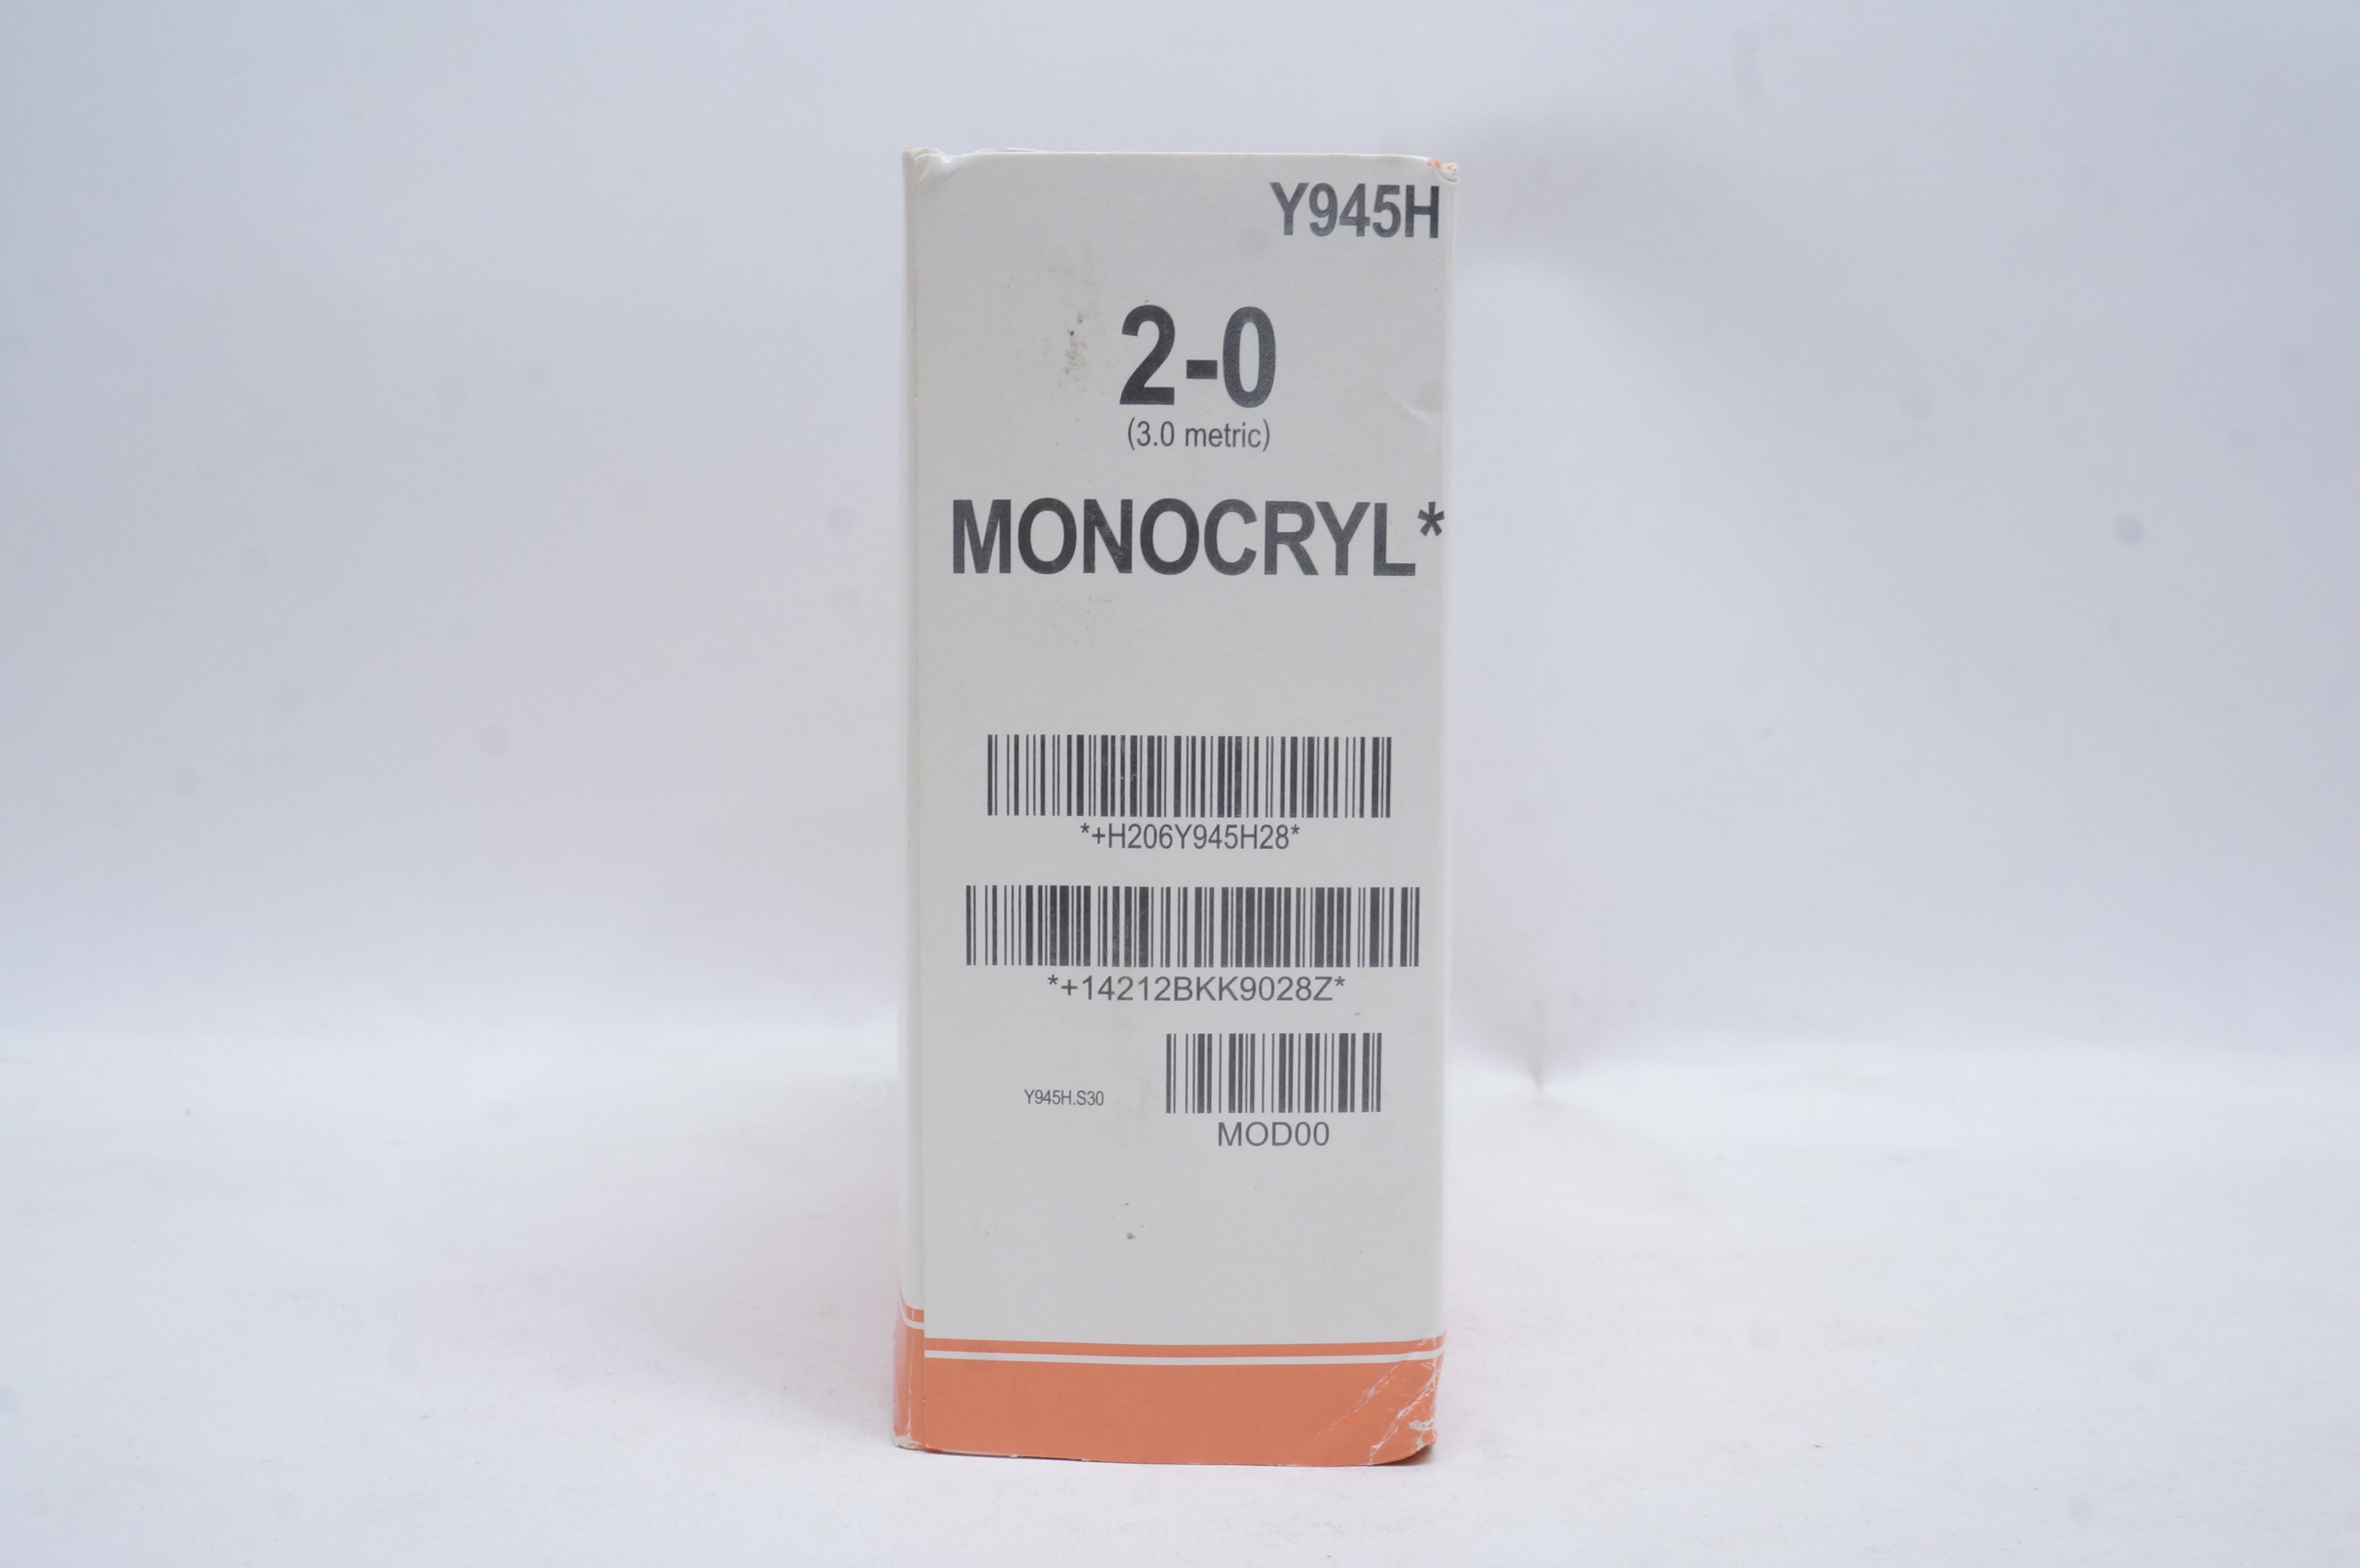 Y945H
2-0
(3.0 metric)
MONOCRYL*
*+H206Y945H28*
*+14212BKK9028Z*
Y945H.S30
MOD00